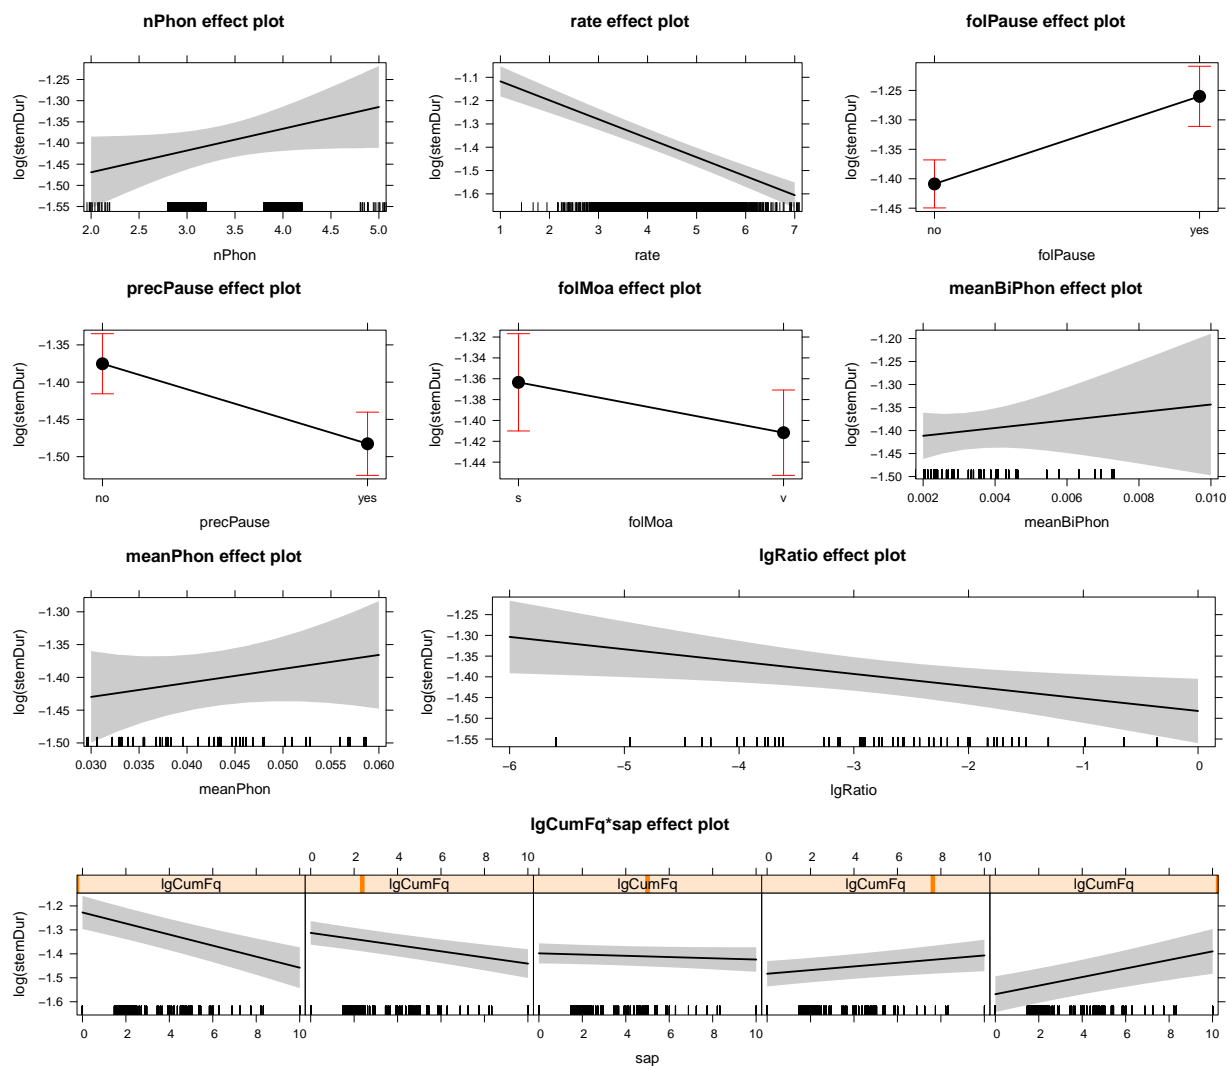 nPhon effect plot
log(stemDur)
−1.25
−1.30
−1.35
−1.40
−1.45
−1.50
−1.55
2.0 2.5 3.0 3.5 4.0 4.5 5.0
nPhon
rate effect plot
log(stemDur)
−1.1
−1.2
−1.3
−1.4
−1.5
−1.6
1 2 3 4 5 6 7
rate
folPause effect plot
log(stemDur)
−1.25
−1.30
−1.35
−1.40
−1.45
no yes
folPause
precPause effect plot
log(stemDur)
−1.35
−1.40
−1.45
−1.50
no yes
precPause
folMoa effect plot
log(stemDur)
−1.32
−1.34
−1.36
−1.38
−1.40
−1.42
−1.44
s v
folMoa
meanBiPhon effect plot
log(stemDur)
−1.20
−1.25
−1.30
−1.35
−1.40
−1.45
−1.50
0.002 0.004 0.006 0.008 0.010
meanBiPhon
meanPhon effect plot
log(stemDur)
−1.30
−1.35
−1.40
−1.45
−1.50
0.030 0.035 0.040 0.045 0.050 0.055 0.060
meanPhon
lgRatio effect plot
log(stemDur)
−1.25
−1.30
−1.35
−1.40
−1.45
−1.50
−1.55
−6 −5 −4 −3 −2 −1 0
lgRatio
lgCumFq*sap effect plot
0 2 4 6 8 10 0 2 4 6 8 10
lgCumFq lgCumFq lgCumFq lgCumFq lgCumFq
log(stemDur)
−1.2
−1.3
−1.4
−1.5
−1.6
0 2 4 6 8 10 0 2 4 6 8 10 0 2 4 6 8 10
sap